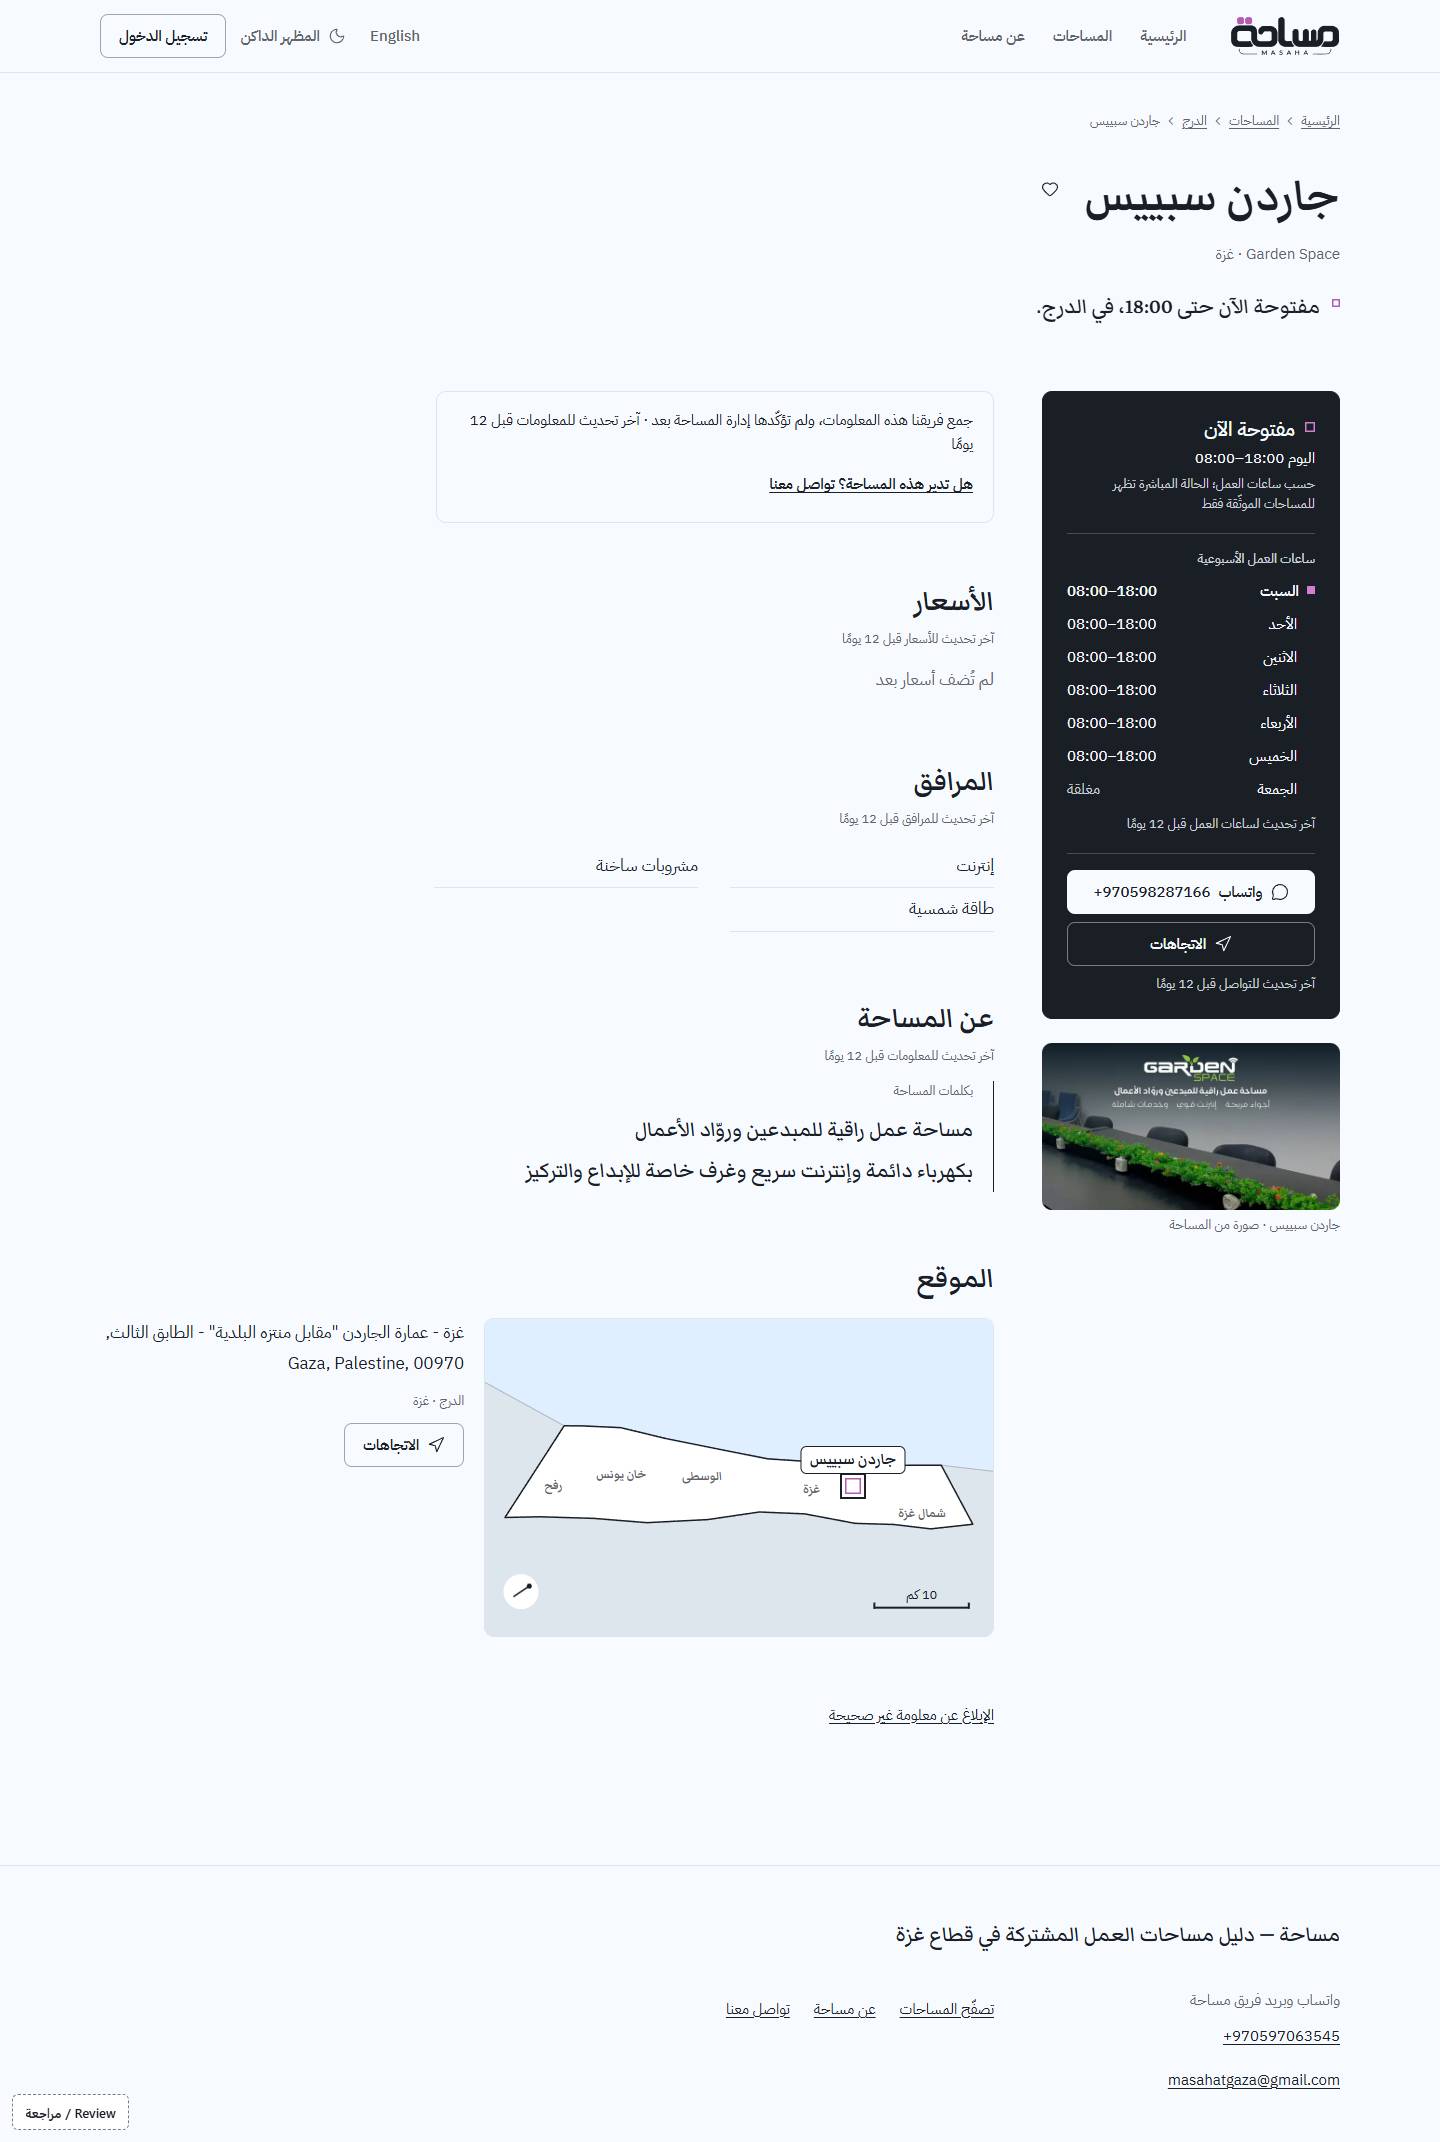 مساحة
MASAHA
الرئيسية
المساحات
عن مساحة
English
المظهر الداكن
تسجيل الدخول
الرئيسية › المساحات › الدرج › جاردن سبييس
جاردن سبييس
Garden Space · غزة
مفتوحة الآن حتى 18:00، في الدرج.
مفتوحة الآن
اليوم 08:00–18:00
حسب ساعات العمل؛ الحالة المباشرة تظهر
للمساحات الموثّقة فقط
ساعات العمل الأسبوعية
السبت 08:00–18:00
الأحد 08:00–18:00
الاثنين 08:00–18:00
الثلاثاء 08:00–18:00
الأربعاء 08:00–18:00
الخميس 08:00–18:00
الجمعة مغلقة
آخر تحديث لساعات العمل قبل 12 يومًا
واتساب +970598287166
الاتجاهات
آخر تحديث للتواصل قبل 12 يومًا
GARDEN
SPACE
مساحة عمل راقية للمبدعين وروّاد الأعمال
أجواء مريحة إنترنت قوي وخدمات شاملة
جاردن سبييس · صورة من المساحة
جمع فريقنا هذه المعلومات، ولم تؤكّدها إدارة المساحة بعد · آخر تحديث للمعلومات قبل 12
يومًا
هل تدير هذه المساحة؟ تواصل معنا
الأسعار
آخر تحديث للأسعار قبل 12 يومًا
لم تُضف أسعار بعد
المرافق
آخر تحديث للمرافق قبل 12 يومًا
إنترنت
مشروبات ساخنة
طاقة شمسية
عن المساحة
آخر تحديث للمعلومات قبل 12 يومًا
بكلمات المساحة
مساحة عمل راقية للمبدعين وروّاد الأعمال
بكهرباء دائمة وإنترنت سريع وغرف خاصة للإبداع والتركيز
الموقع
جاردن سبييس
شمال غزة
غزة
الوسطى
خان يونس
رفح
10 كم
غزة - عمارة الجاردن "مقابل منتزه البلدية" - الطابق الثالث,
Gaza, Palestine, 00970
الدرج · غزة
الاتجاهات
الإبلاغ عن معلومة غير صحيحة
مساحة — دليل مساحات العمل المشتركة في قطاع غزة
واتساب وبريد فريق مساحة
+970597063545
masahatgaza@gmail.com
تصفّح المساحات
عن مساحة
تواصل معنا
Review / مراجعة